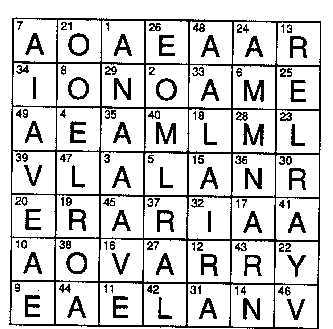 7 A 21 O 1 A 26 E 48 A 24 A 13 R
34 I 8 O 29 N 2 O 33 A 6 M 25 E
49 A 4 E 35 A 40 M 18 L 28 M 23 L
39 V 47 L 3 A 5 L 15 A 36 N 30 R
20 E 19 R 45 A 37 R 32 I 17 A 41 A
10 A 38 O 16 V 27 A 12 R 43 R 22 Y
9 E 44 A 11 E 42 L 31 A 14 N 46 V